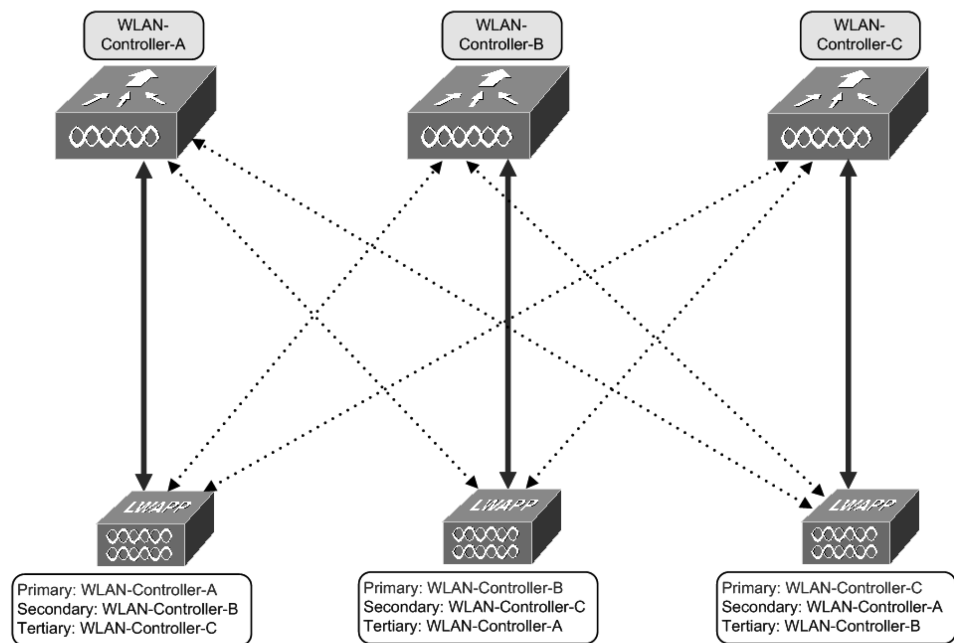 WLAN-
Controller-A
WLAN-
Controller-B
WLAN-
Controller-C
LWAPP
LWAPP
LWAPP
Primary: WLAN-Controller-A
Secondary: WLAN-Controller-B
Tertiary: WLAN-Controller-C
Primary: WLAN-Controller-B
Secondary: WLAN-Controller-C
Tertiary: WLAN-Controller-A
Primary: WLAN-Controller-C
Secondary: WLAN-Controller-A
Tertiary: WLAN-Controller-B